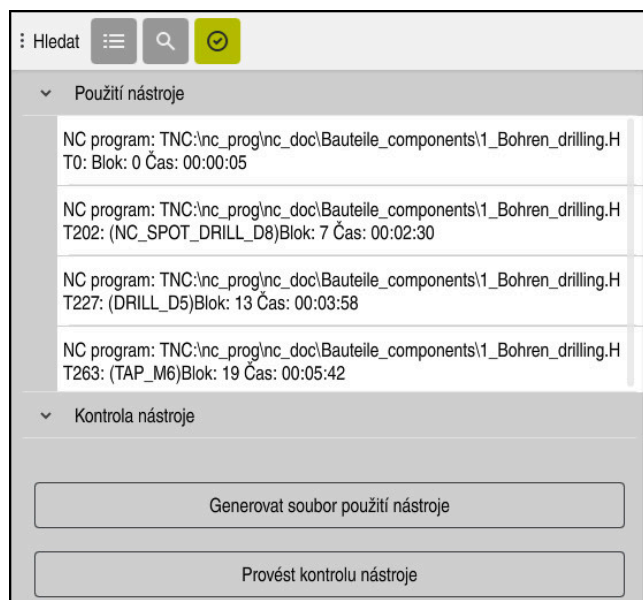 Hledat
Použití nástroje
NC program: TNC:\nc_prog\nc_doc\Bauteile_components\1_Bohren_drilling.H
T0: Blok: 0 Čas: 00:00:05
NC program: TNC:\nc_prog\nc_doc\Bauteile_components\1_Bohren_drilling.H
T202: (NC_SPOT_DRILL_D8)Blok: 7 Čas: 00:02:30
NC program: TNC:\nc_prog\nc_doc\Bauteile_components\1_Bohren_drilling.H
T227: (DRILL_D5)Blok: 13 Čas: 00:03:58
NC program: TNC:\nc_prog\nc_doc\Bauteile_components\1_Bohren_drilling.H
T263: (TAP_M6)Blok: 19 Čas: 00:05:42
Kontrola nástroje
Generovat soubor použití nástroje
Provést kontrolu nástroje